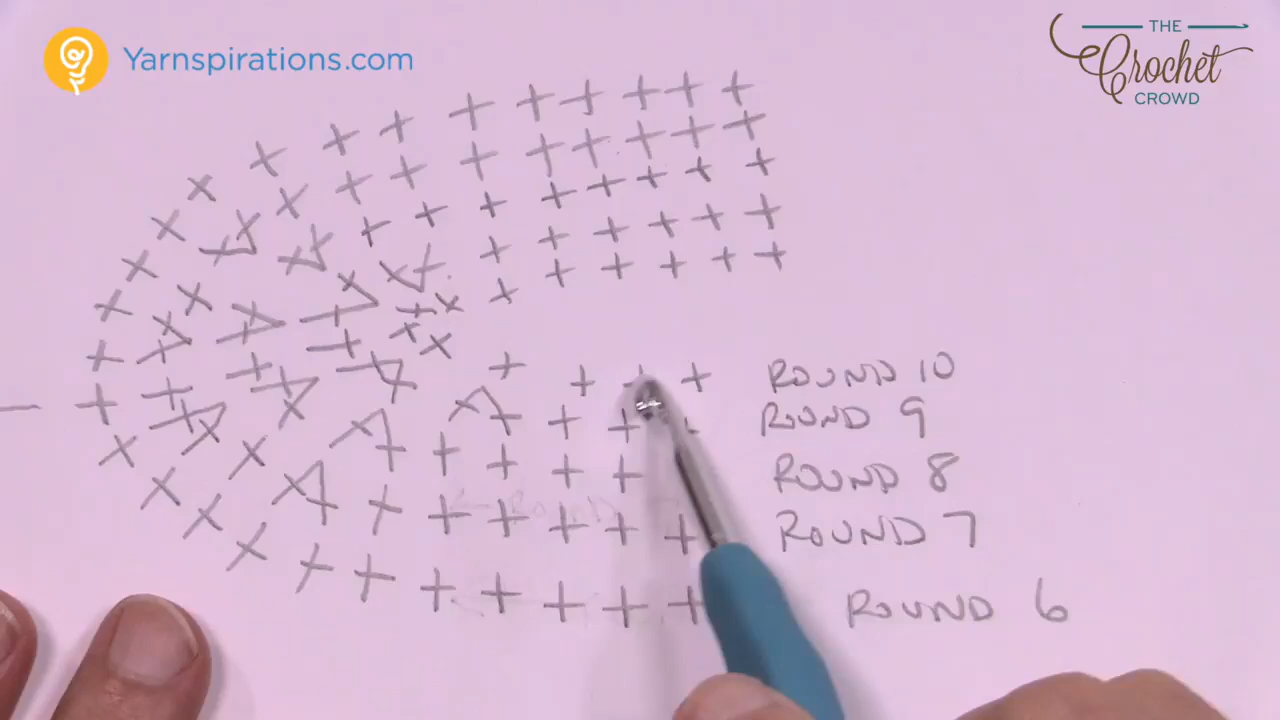 Yarnspirations.com
THE
Crochet
CROWD
ROUND 10
ROUND 9
ROUND 8
ROUND 7
ROUND 6